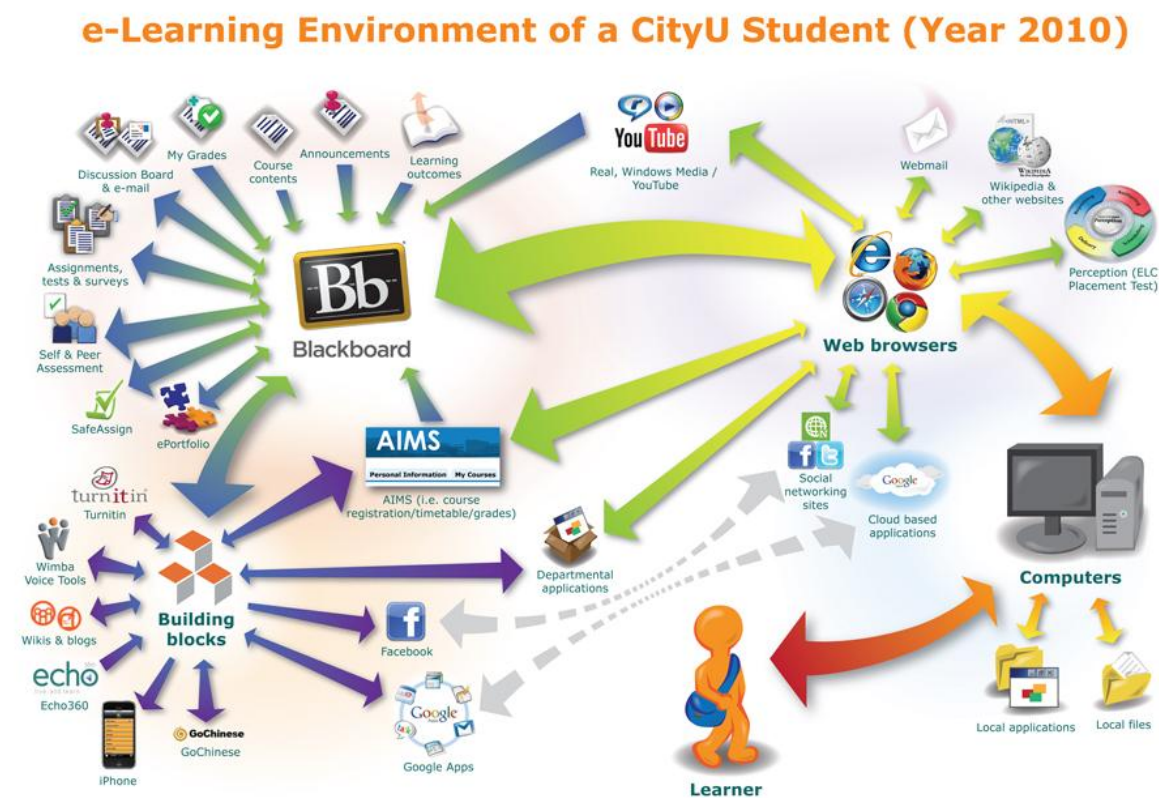 e-Learning Environment of a CityU Student (Year 2010)
Discussion Board
& e-mail
My Grades
Course
contents
Announcements
Learning
outcomes
You Tube
Real, Windows Media /
YouTube
Webmail
HTML
WIKIPEDIA
Wikipedia &
other websites
Perception (ELC
Placement Test)
Assignments,
tests & surveys
Self & Peer
Assessment
SafeAssign
ePortfolio
Bb
Blackboard
Web browsers
AIMS
Personal Information My Courses
AIMS (i.e. course
registration/timetable/grades)
Social
networking
sites
Google
Cloud based
applications
Computers
turnitin
Turnitin
Wimba
Voice Tools
Wikis & blogs
echo
Echo360
iPhone
Building
blocks
GoChinese
GoChinese
Departmental
applications
Facebook
Google
Google Apps
Learner
Local applications
Local files